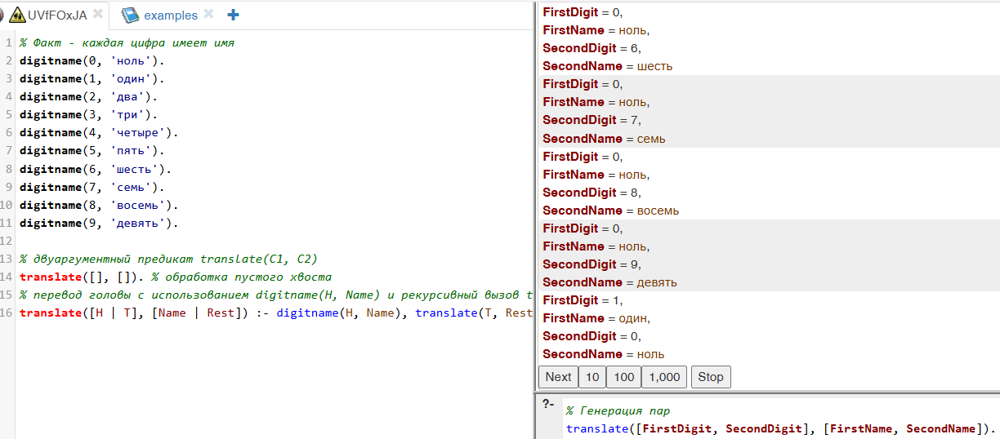 UVfFOxJA examples
1 % Факт - каждая цифра имеет имя
2 digitname(0, 'ноль').
3 digitname(1, 'один').
4 digitname(2, 'два').
5 digitname(3, 'три').
6 digitname(4, 'четыре').
7 digitname(5, 'пять').
8 digitname(6, 'шесть').
9 digitname(7, 'семь').
10 digitname(8, 'восемь').
11 digitname(9, 'девять').
12
13 % двуаргументный предикат translate(C1, C2)
14 translate([], []). % обработка пустого хвоста
15 % перевод головы с использованием digitname(H, Name) и рекурсивный вызов t
16 translate([H | T], [Name | Rest]) :- digitname(H, Name), translate(T, Rest
FirstDigit = 0,
FirstName = ноль,
SecondDigit = 6,
SecondName = шесть
FirstDigit = 0,
FirstName = ноль,
SecondDigit = 7,
SecondName = семь
FirstDigit = 0,
FirstName = ноль,
SecondDigit = 8,
SecondName = восемь
FirstDigit = 0,
FirstName = ноль,
SecondDigit = 9,
SecondName = девять
FirstDigit = 1,
FirstName = один,
SecondDigit = 0,
SecondName = ноль
Next 10 100 1,000 Stop
?- % Генерация пар
translate([FirstDigit, SecondDigit], [FirstName, SecondName]).